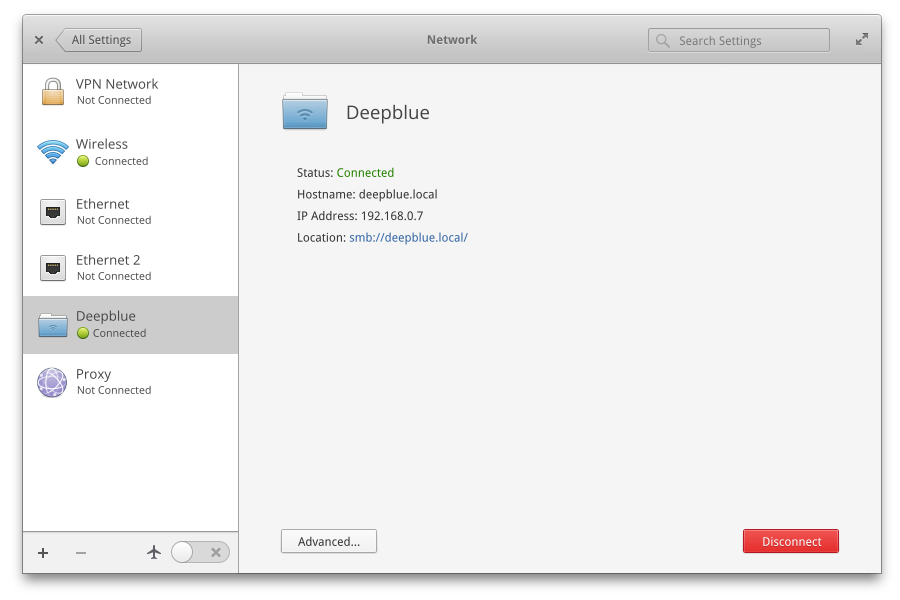 All Settings
Network
Search Settings
VPN Network
Not Connected
Wireless
Connected
Ethernet
Not Connected
Ethernet 2
Not Connected
Deepblue
Connected
Proxy
Not Connected
Deepblue
Status: Connected
Hostname: deepblue.local
IP Address: 192.168.0.7
Location: smb://deepblue.local/
Advanced...
Disconnect